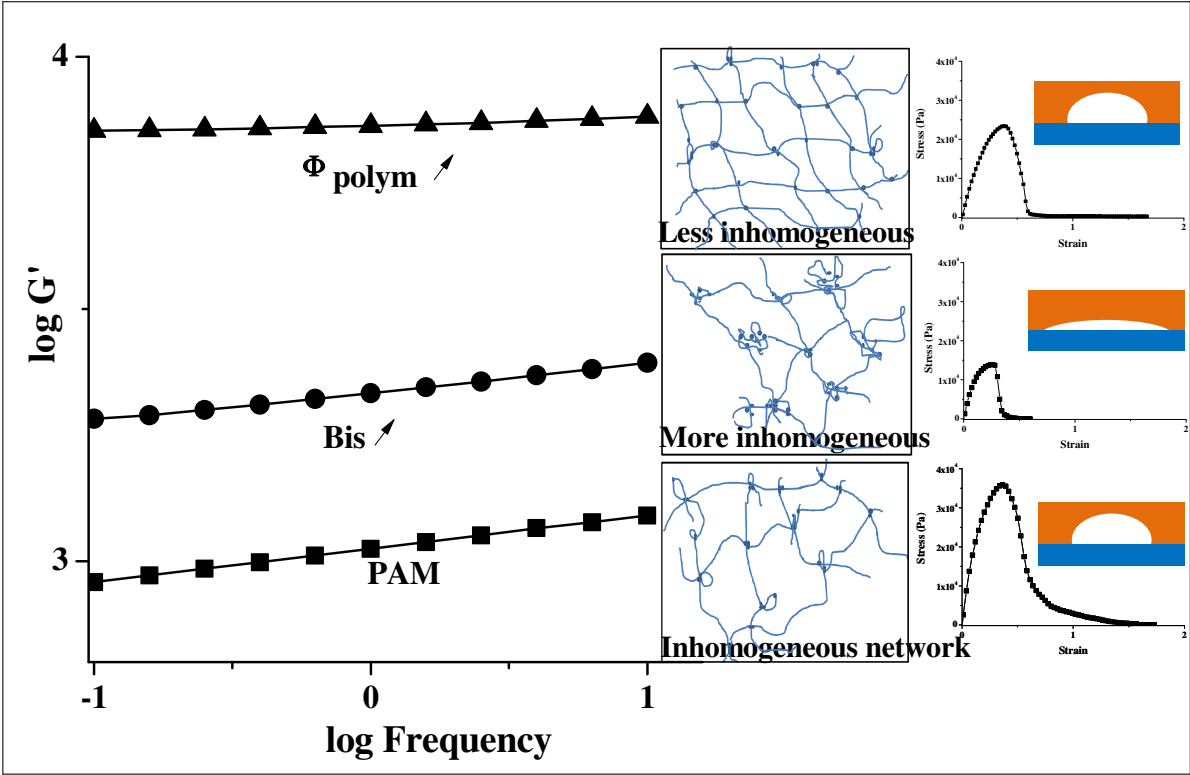 4
3
-1
0
1
log G'
log Frequency
Φ polym
Bis
PAM
Less inhomogeneous
More inhomogeneous
Inhomogeneous network
4x10⁴
3x10⁴
2x10⁴
1x10⁴
0
0
1
2
Stress (Pa)
Strain
4x10⁴
3x10⁴
2x10⁴
1x10⁴
0
0
1
2
Stress (Pa)
Strain
4x10⁴
3x10⁴
2x10⁴
1x10⁴
0
0
1
2
Stress (Pa)
Strain